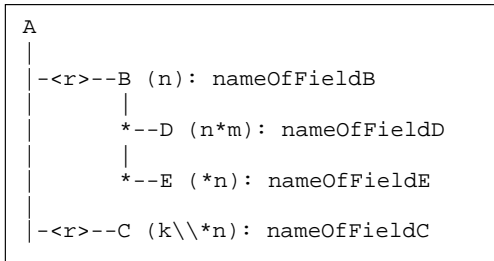 A
|
|-<r>--B (n): nameOfFieldB
|      |
|      *--D (n*m): nameOfFieldD
|      |
|      *--E (*n): nameOfFieldE
|
|-<r>--C (k\\*n): nameOfFieldC